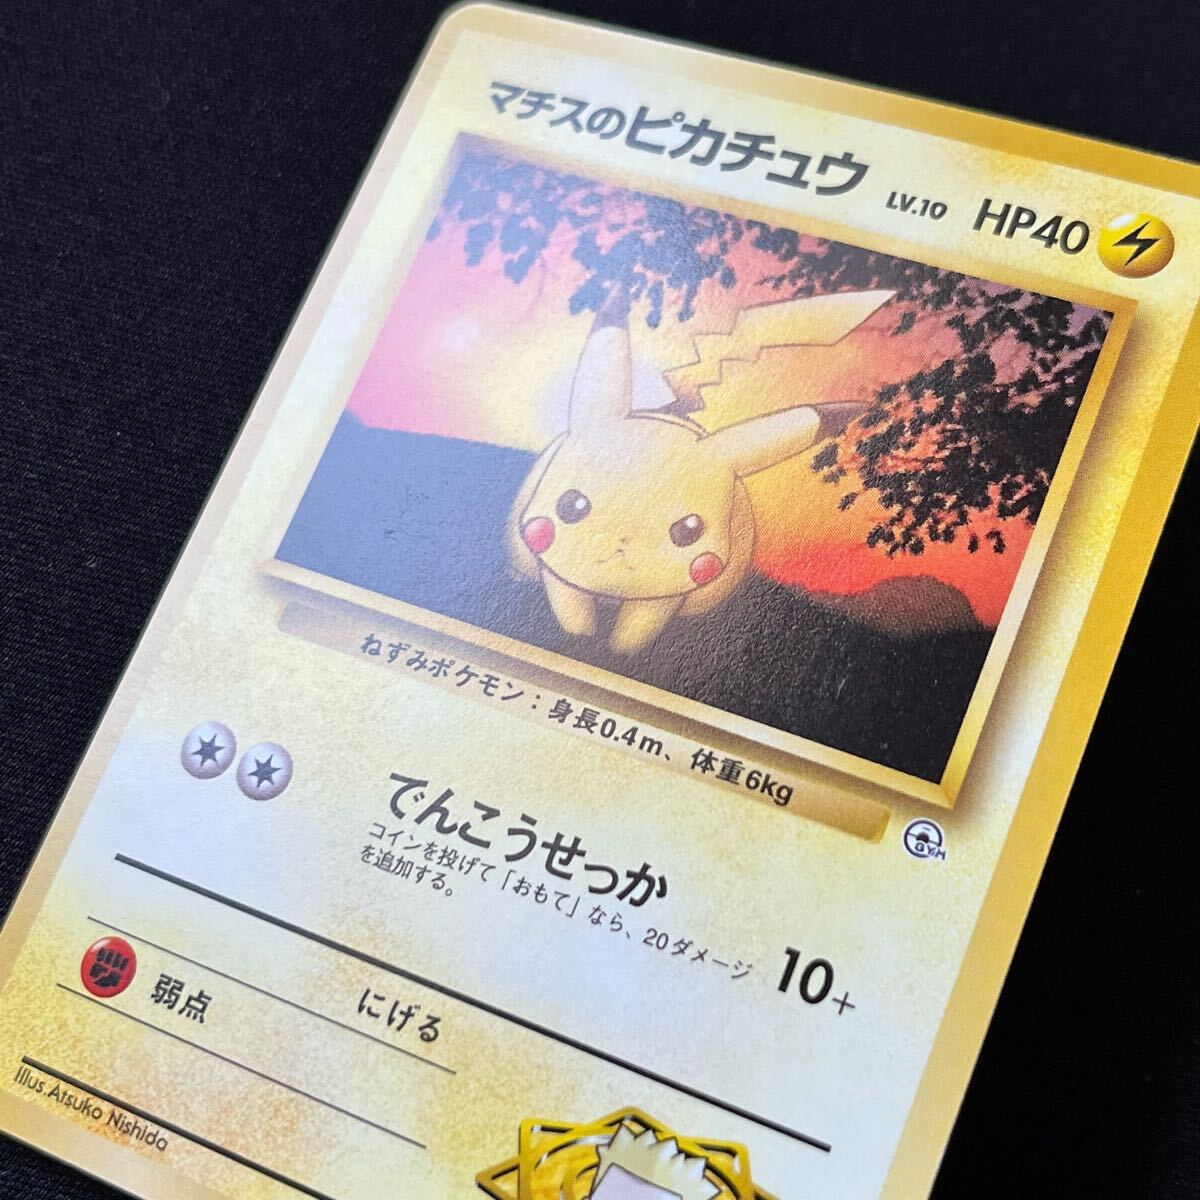 マチスのピカチュウ LV.10 HP40
ねずみポケモン：身長0.4m、体重6kg
GYM
でんこうせっか
コインを投げて「おもて」なら、20ダメージ
を追加する。
10+
弱点 にげる
Illus.Atsuko Nishida